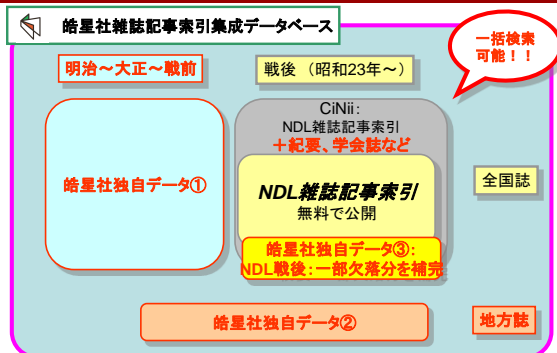 皓星社雑誌記事索引集成データベース
一括検索
可能！！
明治～大正～戦前
戦後（昭和23年～）
CiNii：
NDL雑誌記事索引
＋紀要、学会誌など
皓星社独自データ①
NDL雑誌記事索引
無料で公開
全国誌
皓星社独自データ③：
NDL戦後：一部欠落分を補完
皓星社独自データ②
地方誌